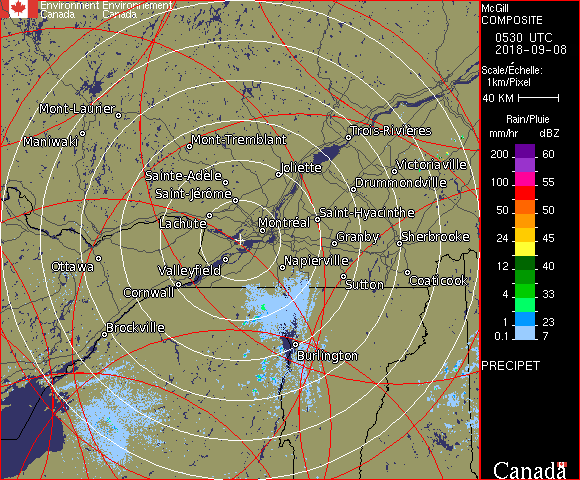 Environment Environnement
Canada Canada
Mont-Laurier
Maniwaki
Mont-Tremblant
Trois-Rivières
Sainte-Adèle
Joliette
Victoriaville
Saint-Jérôme
Drummondville
Lachute
Montréal
Saint-Hyacinthe
Granby
Sherbrooke
Ottawa
Valleyfield
Napierville
Cornwall
Sutton
Coaticook
Brockville
Burlington
McGill
COMPOSITE
0530 UTC
2018-09-08
Scale/Échelle:
1km/Pixel
40 KM
Rain/Pluie
mm/hr dBZ
200 60
155
100 55
50 50
24 45
12 40
4 33
1 23
0.1 7
PRECIPET
Canada